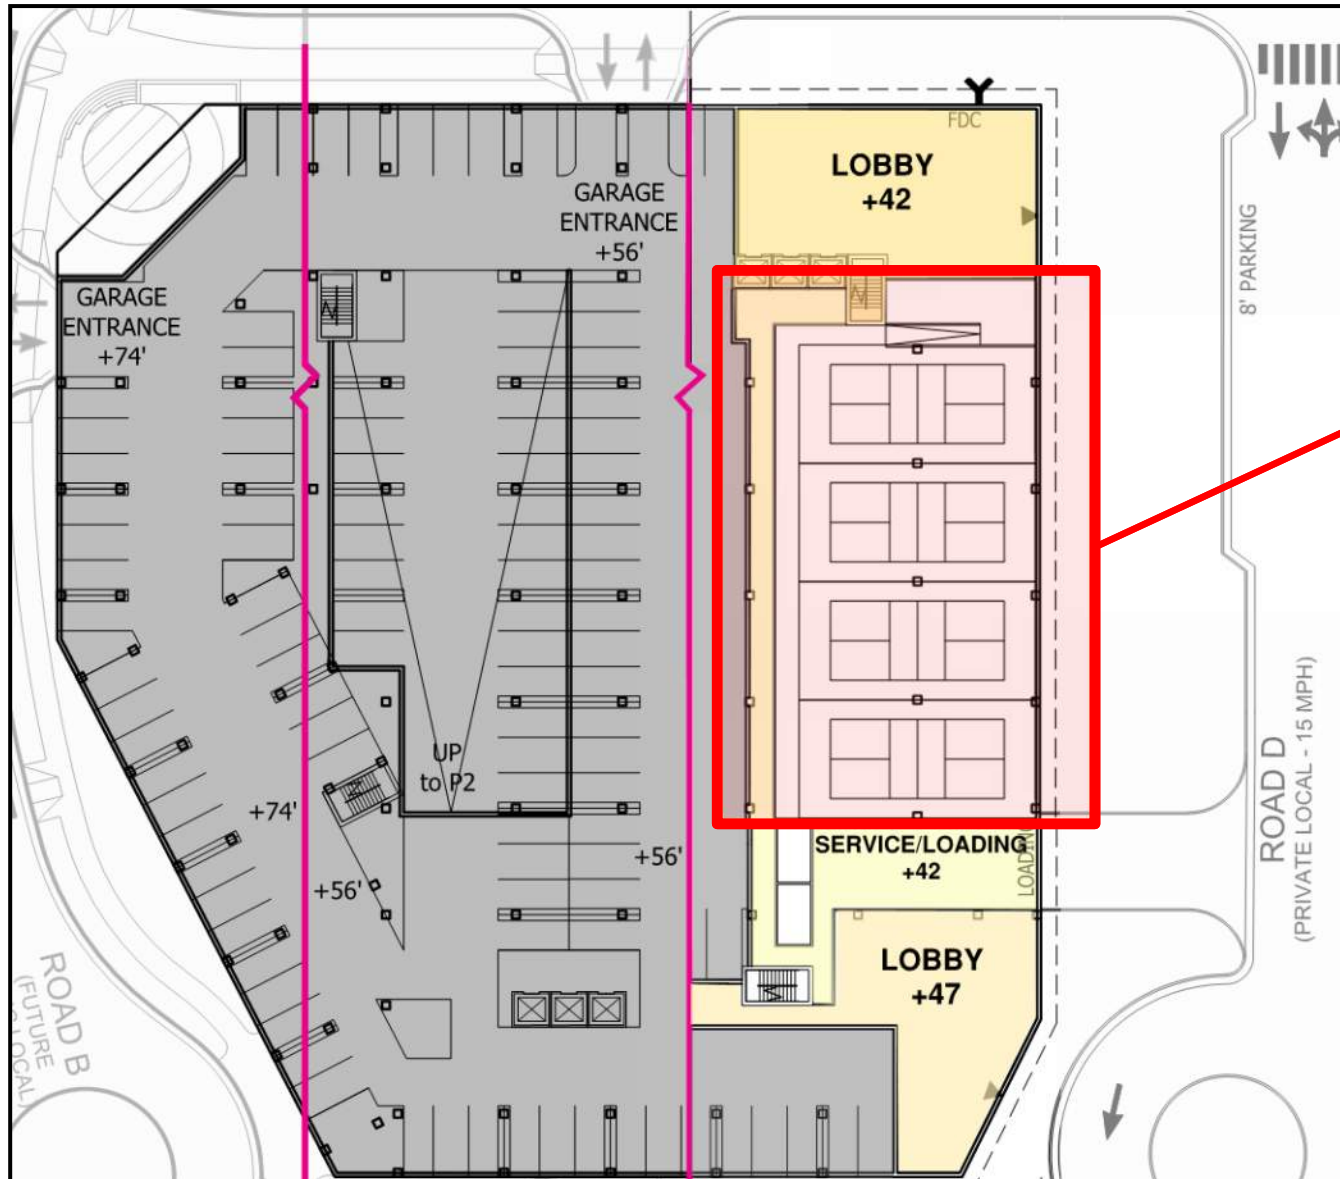 FDC
LOBBY
+42
GARAGE
ENTRANCE
+56'
8' PARKING
GARAGE
ENTRANCE
+74'
UP
to P2
+74'
+56'
+56'
SERVICE/LOADING
+42
LOADING
ROAD D
(PRIVATE LOCAL - 15 MPH)
LOBBY
+47
ROAD B
(FUTURE
LOCAL)